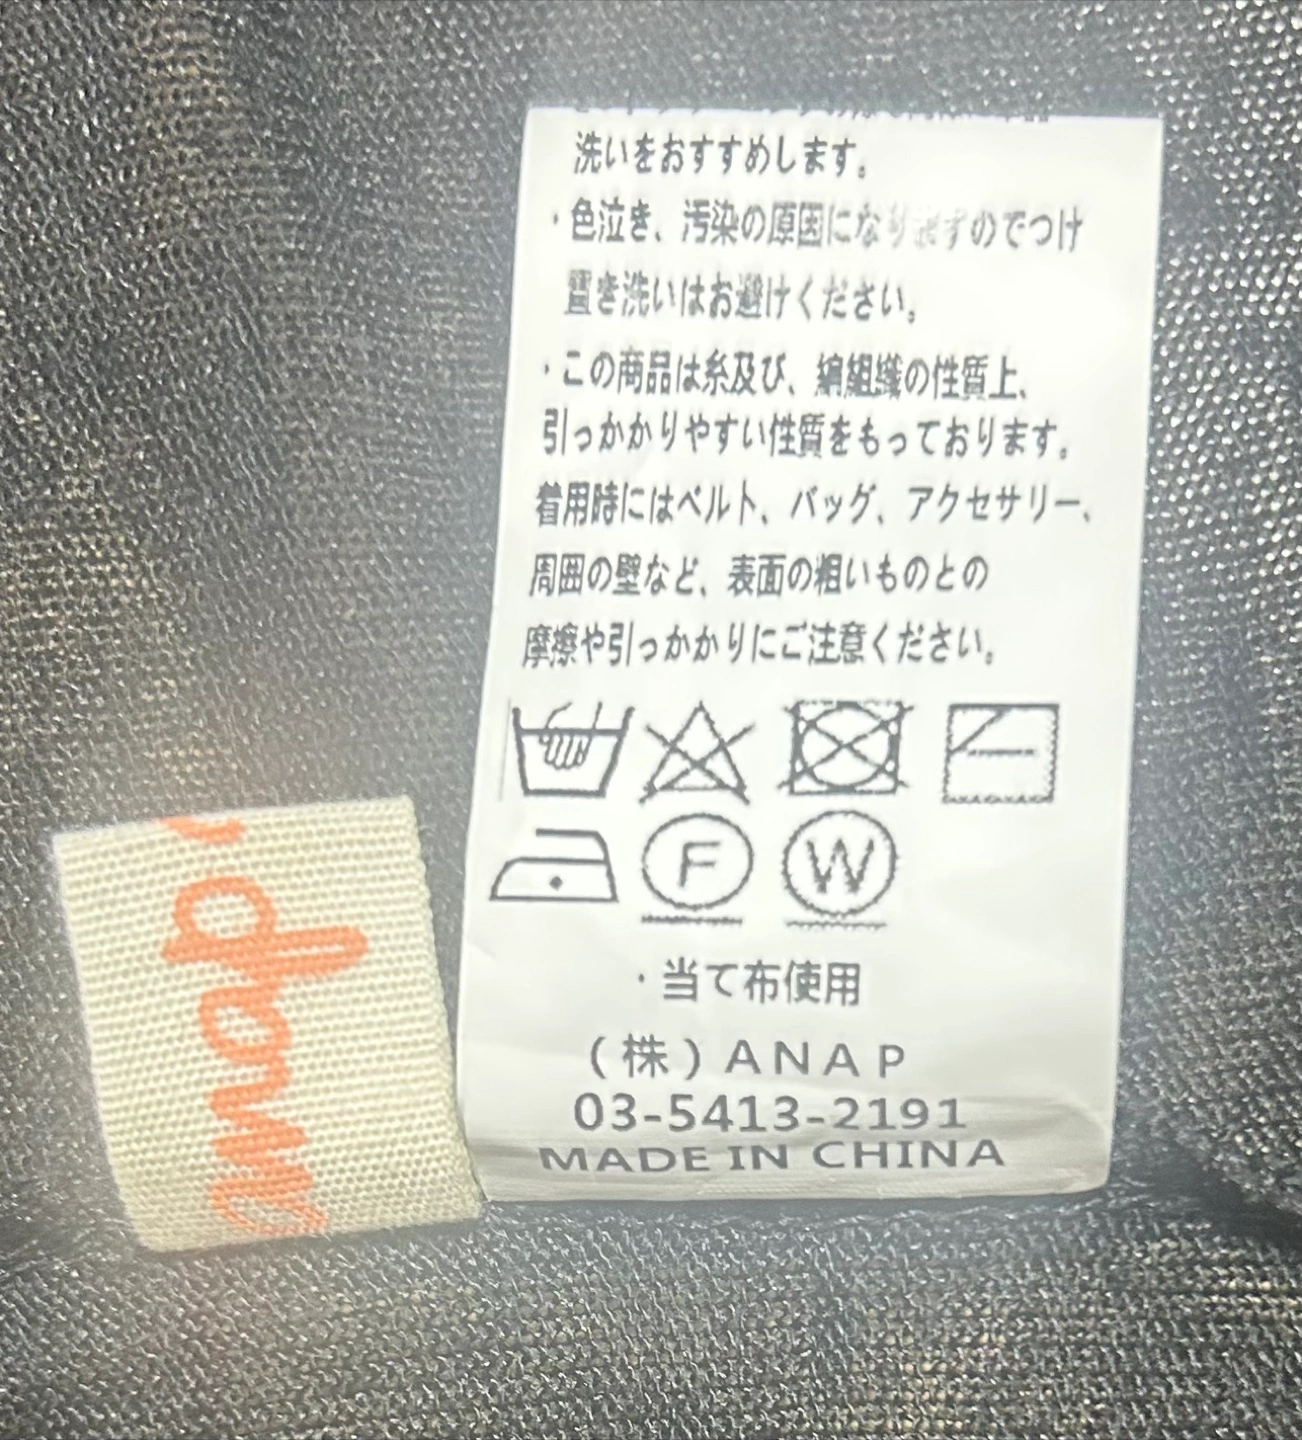 洗いをおすすめします。
・色泣き、汚染の原因になりますのでつけ
置き洗いはお避けください。
・この商品は糸及び、編組織の性質上、
引っかかりやすい性質をもっております。
着用時にはベルト、バッグ、アクセサリー、
周囲の壁など、表面の粗いものとの
摩擦や引っかかりにご注意ください。
F W
・当て布使用
(株)ANAP
03-5413-2191
MADE IN CHINA